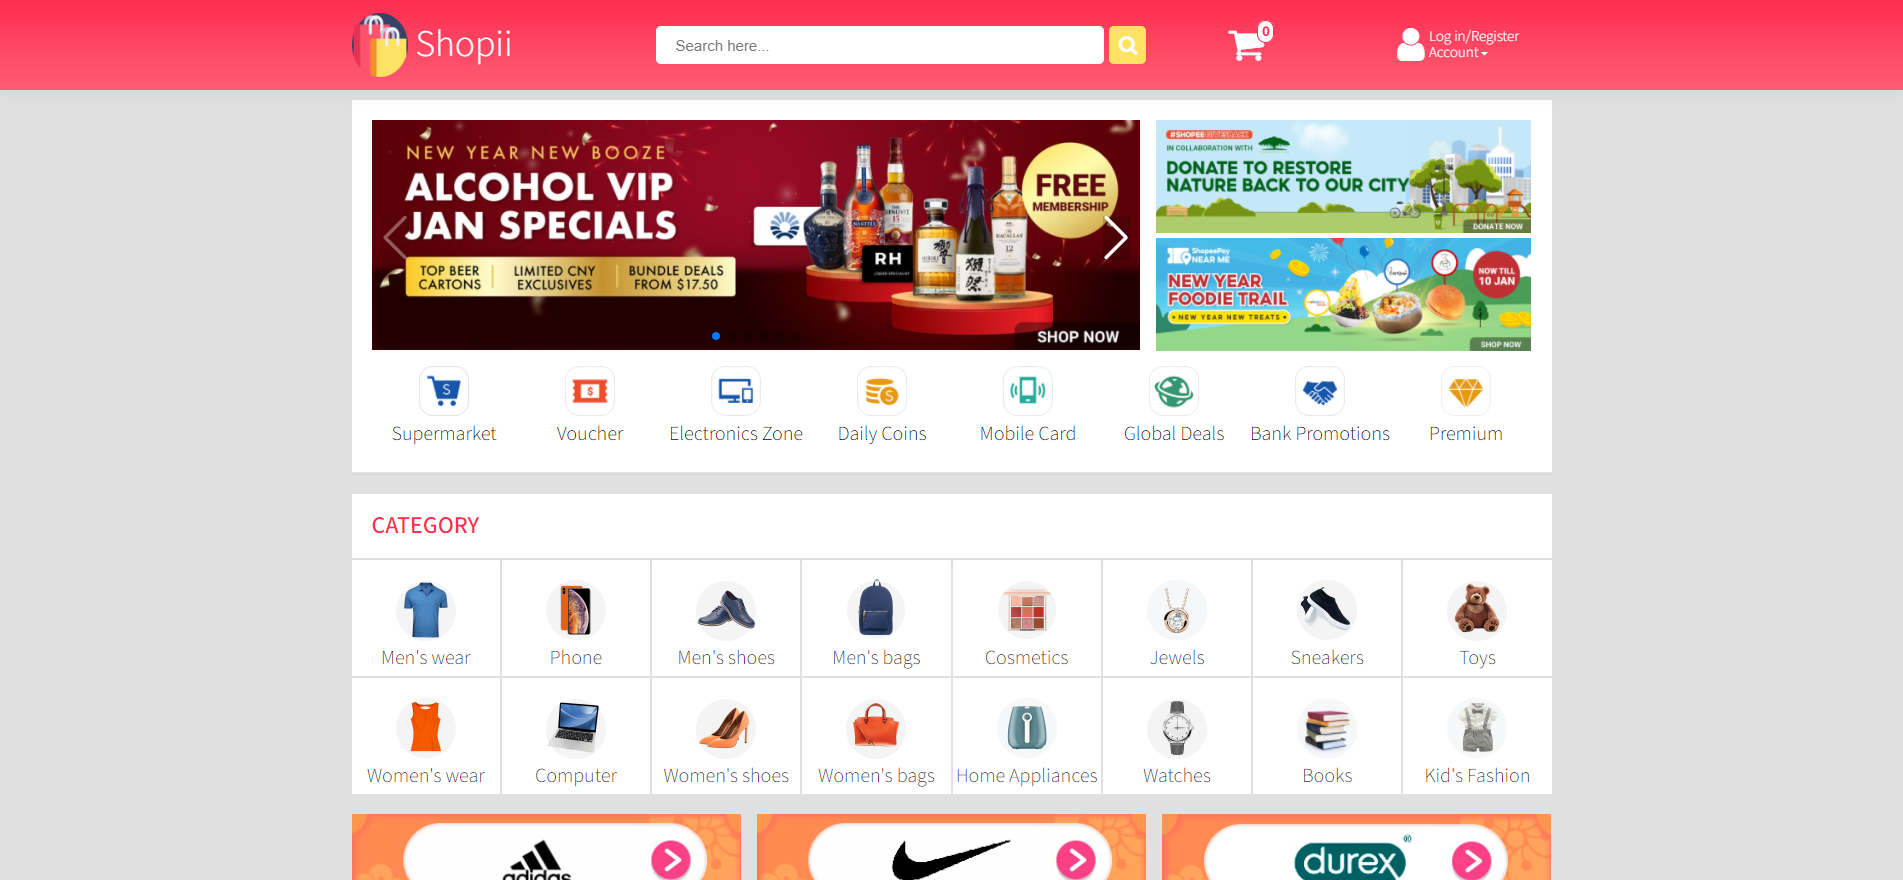 Shopii
Search here...
0
Log in/Register
Account
NEW YEAR NEW BOOZE
ALCOHOL VIP
JAN SPECIALS
TOP BEER
CARTONS
LIMITED CNY
EXCLUSIVES
BUNDLE DEALS
FROM $17.50
FREE
MEMBERSHIP
RH
12
SHOP NOW
#SHOPEEGIVESBACK
IN COLLABORATION WITH
DONATE TO RESTORE
NATURE BACK TO OUR CITY
DONATE NOW
ShopeePay
NEAR ME
NEW YEAR
FOODIE TRAIL
• NEW YEAR NEW TREATS •
NOW TILL
10 JAN
SHOP NOW
Supermarket
Voucher
Electronics Zone
Daily Coins
Mobile Card
Global Deals
Bank Promotions
Premium
CATEGORY
Men's wear
Phone
Men's shoes
Men's bags
Cosmetics
Jewels
Sneakers
Toys
Women's wear
Computer
Women's shoes
Women's bags
Home Appliances
Watches
Books
Kid's Fashion
adidas
durex